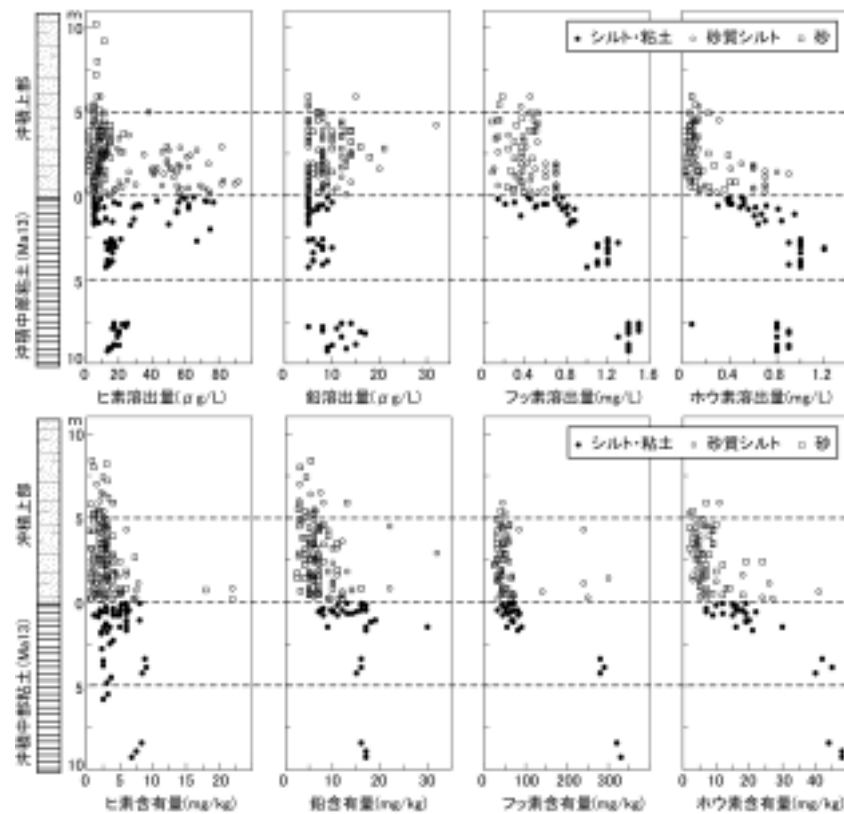 m
10
5
0
5
10
沖積上部
沖積中部粘土(Ma13)
シルト・粘土 砂質シルト 砂
0 20 40 60 80 100
0 10 20 30
0 0.4 0.8 1.2 1.6
0 0.4 0.8 1.2
ヒ素溶出量(μg/L) 鉛溶出量(μg/L) フッ素溶出量(mg/L) ホウ素溶出量(mg/L)
m
10
5
0
5
10
沖積上部
沖積中部粘土(Ma13)
シルト・粘土 砂質シルト 砂
0 5 10 15 20
0 10 20 30
0 100 200 300
0 10 20 30 40
ヒ素含有量(mg/kg) 鉛含有量(mg/kg) フッ素含有量(mg/kg) ホウ素含有量(mg/kg)